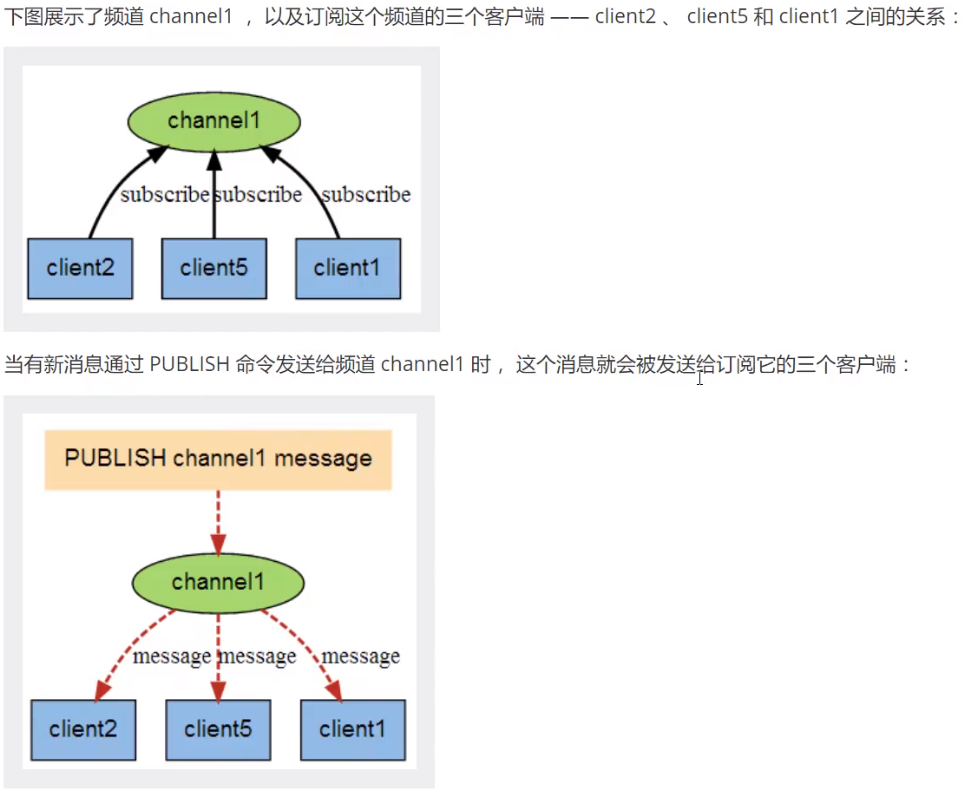 下图展示了频道 channel1 ，以及订阅这个频道的三个客户端 —— client2 、 client5 和 client1 之间的关系：
channel1
subscribe subscribe subscribe
client2 client5 client1
当有新消息通过 PUBLISH 命令发送给频道 channel1 时，这个消息就会被发送给订阅它的三个客户端：
PUBLISH channel1 message
channel1
message message message
client2 client5 client1